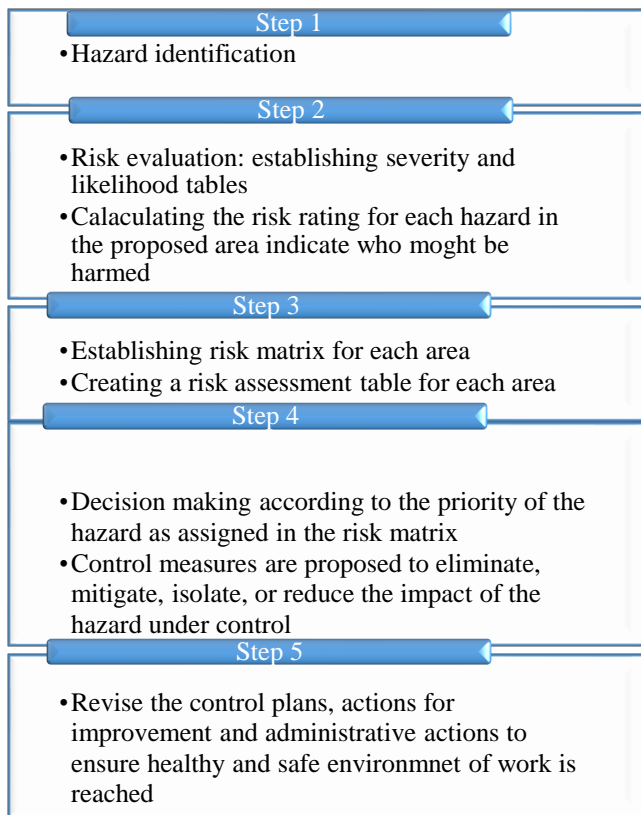 Step 1
•Hazard identification
Step 2
•Risk evaluation: establishing severity and
likelihood tables
•Calaculating the risk rating for each hazard in
the proposed area indicate who moght be
harmed
Step 3
•Establishing risk matrix for each area
•Creating a risk assessment table for each area
Step 4
•Decision making according to the priority of the
hazard as assigned in the risk matrix
•Control measures are proposed to eliminate,
mitigate, isolate, or reduce the impact of the
hazard under control
Step 5
•Revise the control plans, actions for
improvement and administrative actions to
ensure healthy and safe environmnet of work is
reached